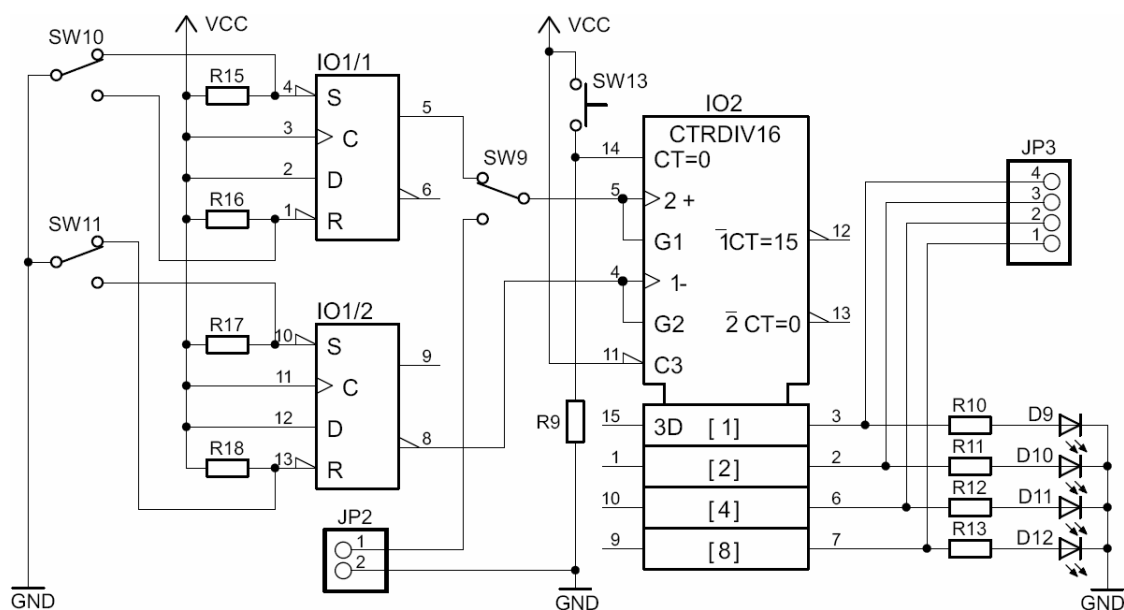 VCC
SW10
IO1/1
R15
4
S
3
C
2
D
R16
1
R
5
6
SW11
IO1/2
R17
10
S
11
C
12
D
R18
13
R
9
8
SW9
JP2
1
2
GND
VCC
SW13
R9
GND
IO2
CTRDIV16
14
CT=0
5
2+
G1
1̅CT=15
12
4
1-
G2
2̅ CT=0
13
11
C3
15
3D
[1]
3
1
[2]
2
10
[4]
6
9
[8]
7
JP3
4
3
2
1
R10
D9
R11
D10
R12
D11
R13
D12
GND